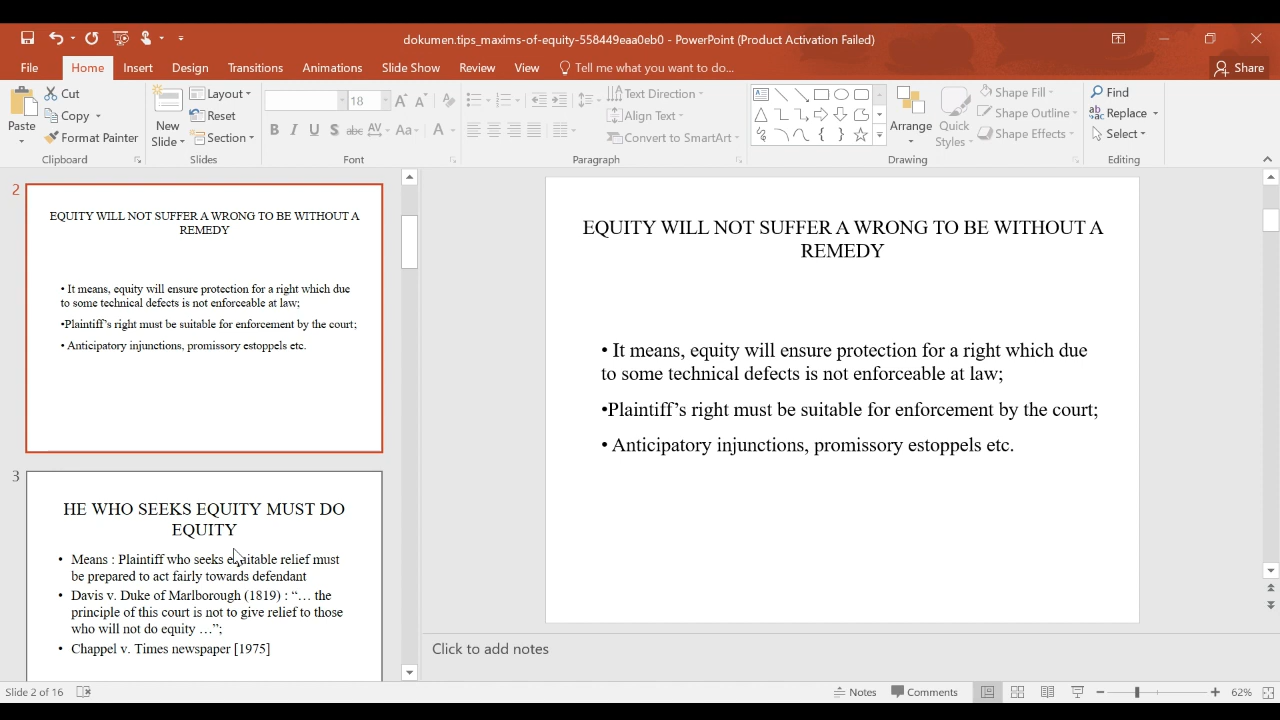 dokumen.tips_maxims-of-equity-558449eaa0eb0 - PowerPoint (Product Activation Failed)
File Home Insert Design Transitions Animations Slide Show Review View Tell me what you want to do... Share
Paste
Cut
Copy
Format Painter
Clipboard
New
Slide
Layout
Reset
Section
Slides
18
B I U S abc AV Aa A
Font
Text Direction
Align Text
Convert to SmartArt
Paragraph
Arrange
Quick
Styles
Shape Fill
Shape Outline
Shape Effects
Drawing
Find
Replace
Select
Editing
2
EQUITY WILL NOT SUFFER A WRONG TO BE WITHOUT A
REMEDY
• It means, equity will ensure protection for a right which due
to some technical defects is not enforceable at law;
•Plaintiff's right must be suitable for enforcement by the court;
• Anticipatory injunctions, promissory estoppels etc.
3
HE WHO SEEKS EQUITY MUST DO
EQUITY
• Means : Plaintiff who seeks equitable relief must
be prepared to act fairly towards defendant
• Davis v. Duke of Marlborough (1819) : “… the
principle of this court is not to give relief to those
who will not do equity …”;
• Chappel v. Times newspaper [1975]
EQUITY WILL NOT SUFFER A WRONG TO BE WITHOUT A
REMEDY
• It means, equity will ensure protection for a right which due
to some technical defects is not enforceable at law;
•Plaintiff’s right must be suitable for enforcement by the court;
• Anticipatory injunctions, promissory estoppels etc.
Click to add notes
Slide 2 of 16
Notes
Comments
62%